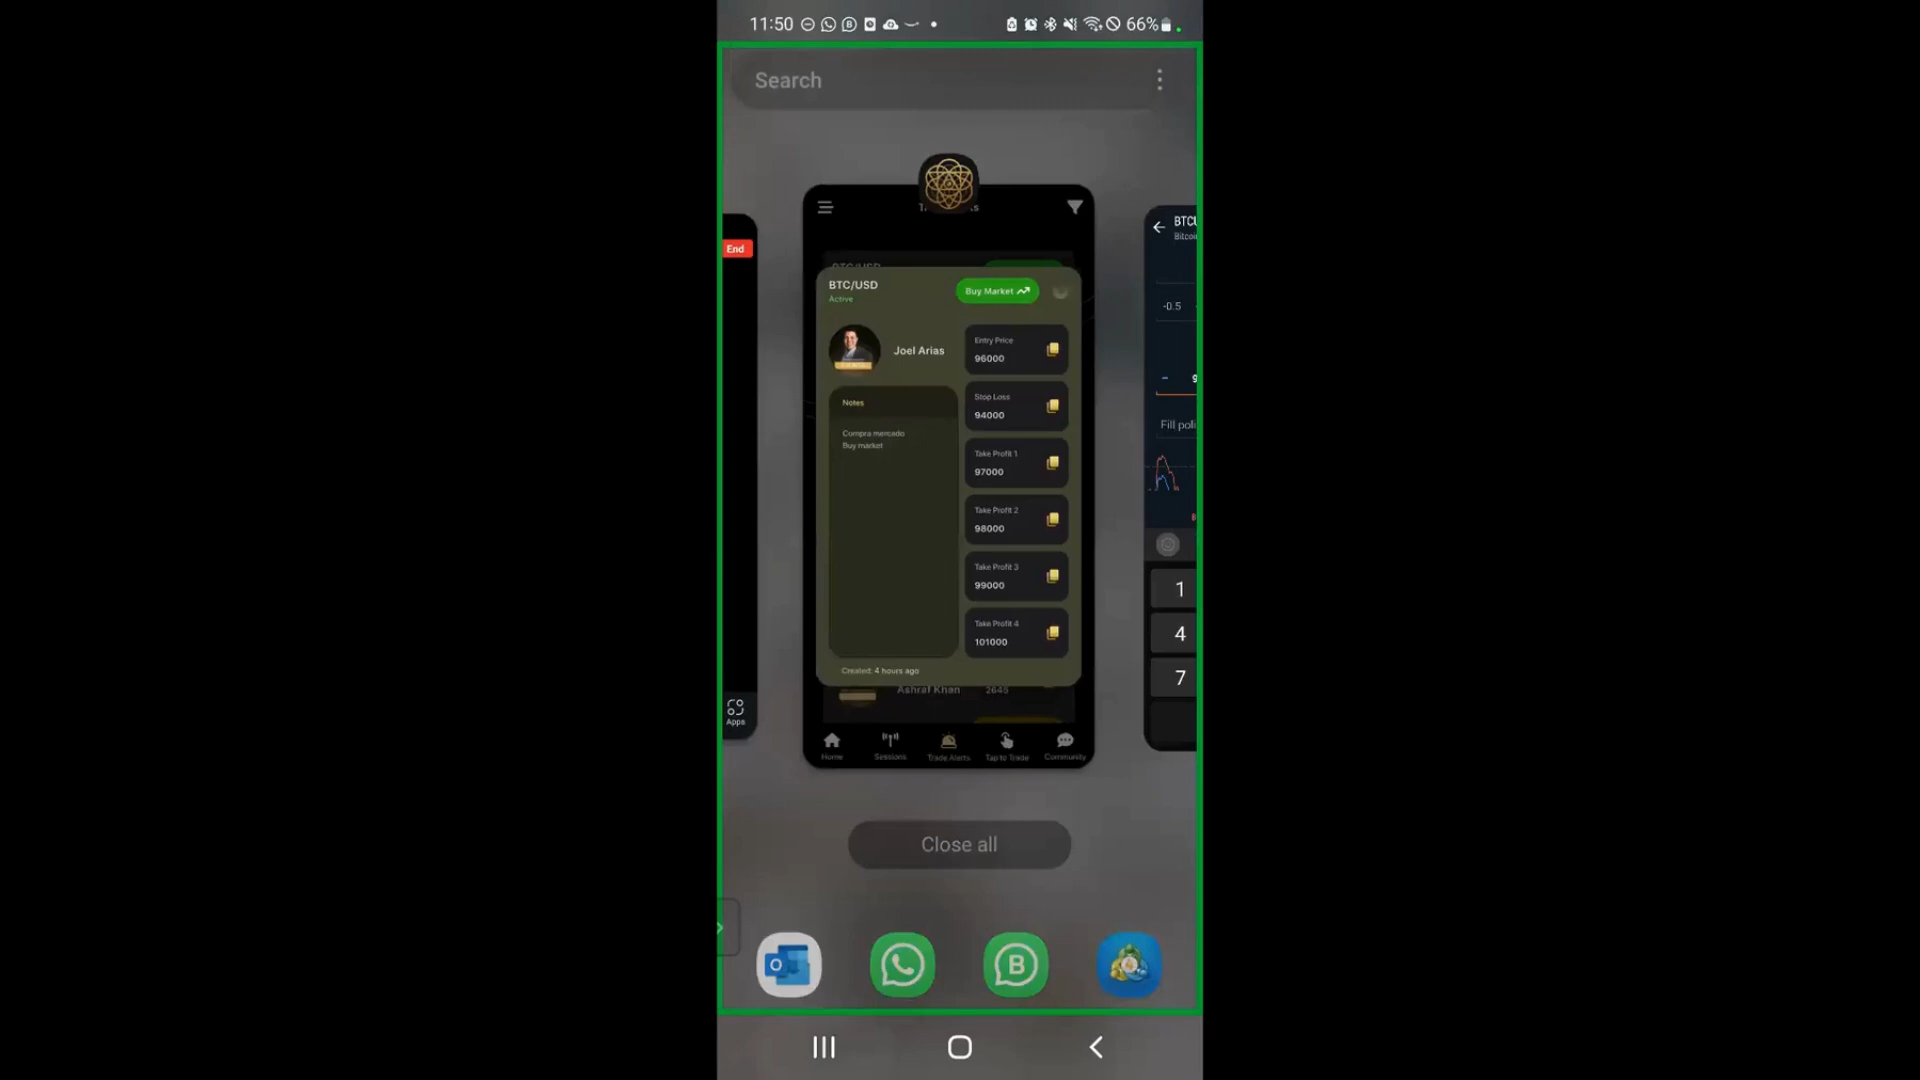 11:50
66%
Search
End
BTC/USD
Active
Buy Market
Joel Arias
Notes
Compra mercado
Buy market
Entry Price
96000
Stop Loss
94000
Take Profit 1
97000
Take Profit 2
98000
Take Profit 3
99000
Take Profit 4
101000
Created: 4 hours ago
Ashraf Khan
2645
Home
Sessions
Trade Alerts
Tap to Trade
Community
Apps
-0.5
1
4
7
Close all
O
B